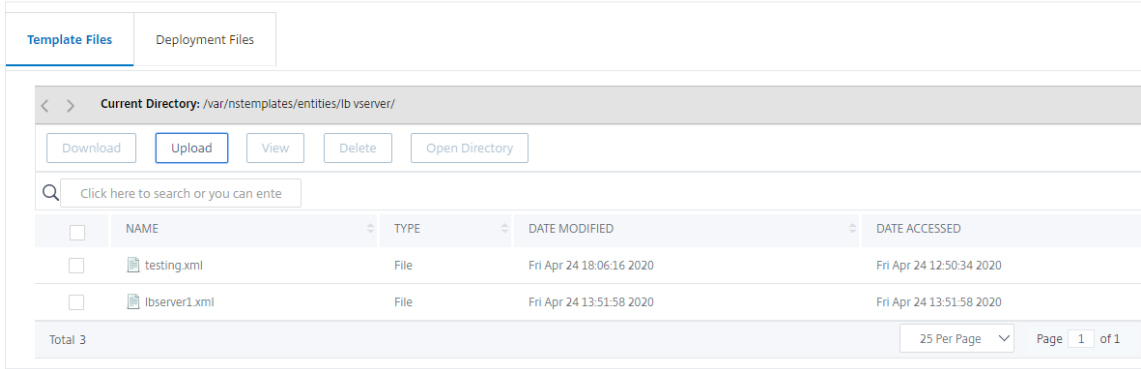 Template Files Deployment Files
Current Directory: /var/nstemplates/entities/lb vserver/
Download Upload View Delete Open Directory
Click here to search or you can ente
NAME TYPE DATE MODIFIED DATE ACCESSED
testing.xml File Fri Apr 24 18:06:16 2020 Fri Apr 24 12:50:34 2020
lbserver1.xml File Fri Apr 24 13:51:58 2020 Fri Apr 24 13:51:58 2020
Total 3 25 Per Page Page 1 of 1